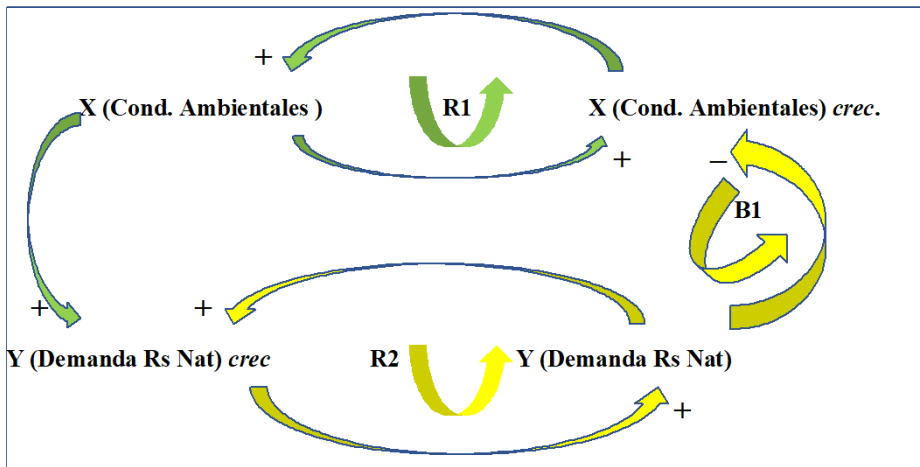 +
X (Cond. Ambientales ) R1 X (Cond. Ambientales) crec.
+ –
B1
+ +
Y (Demanda Rs Nat) crec R2 Y (Demanda Rs Nat)
+